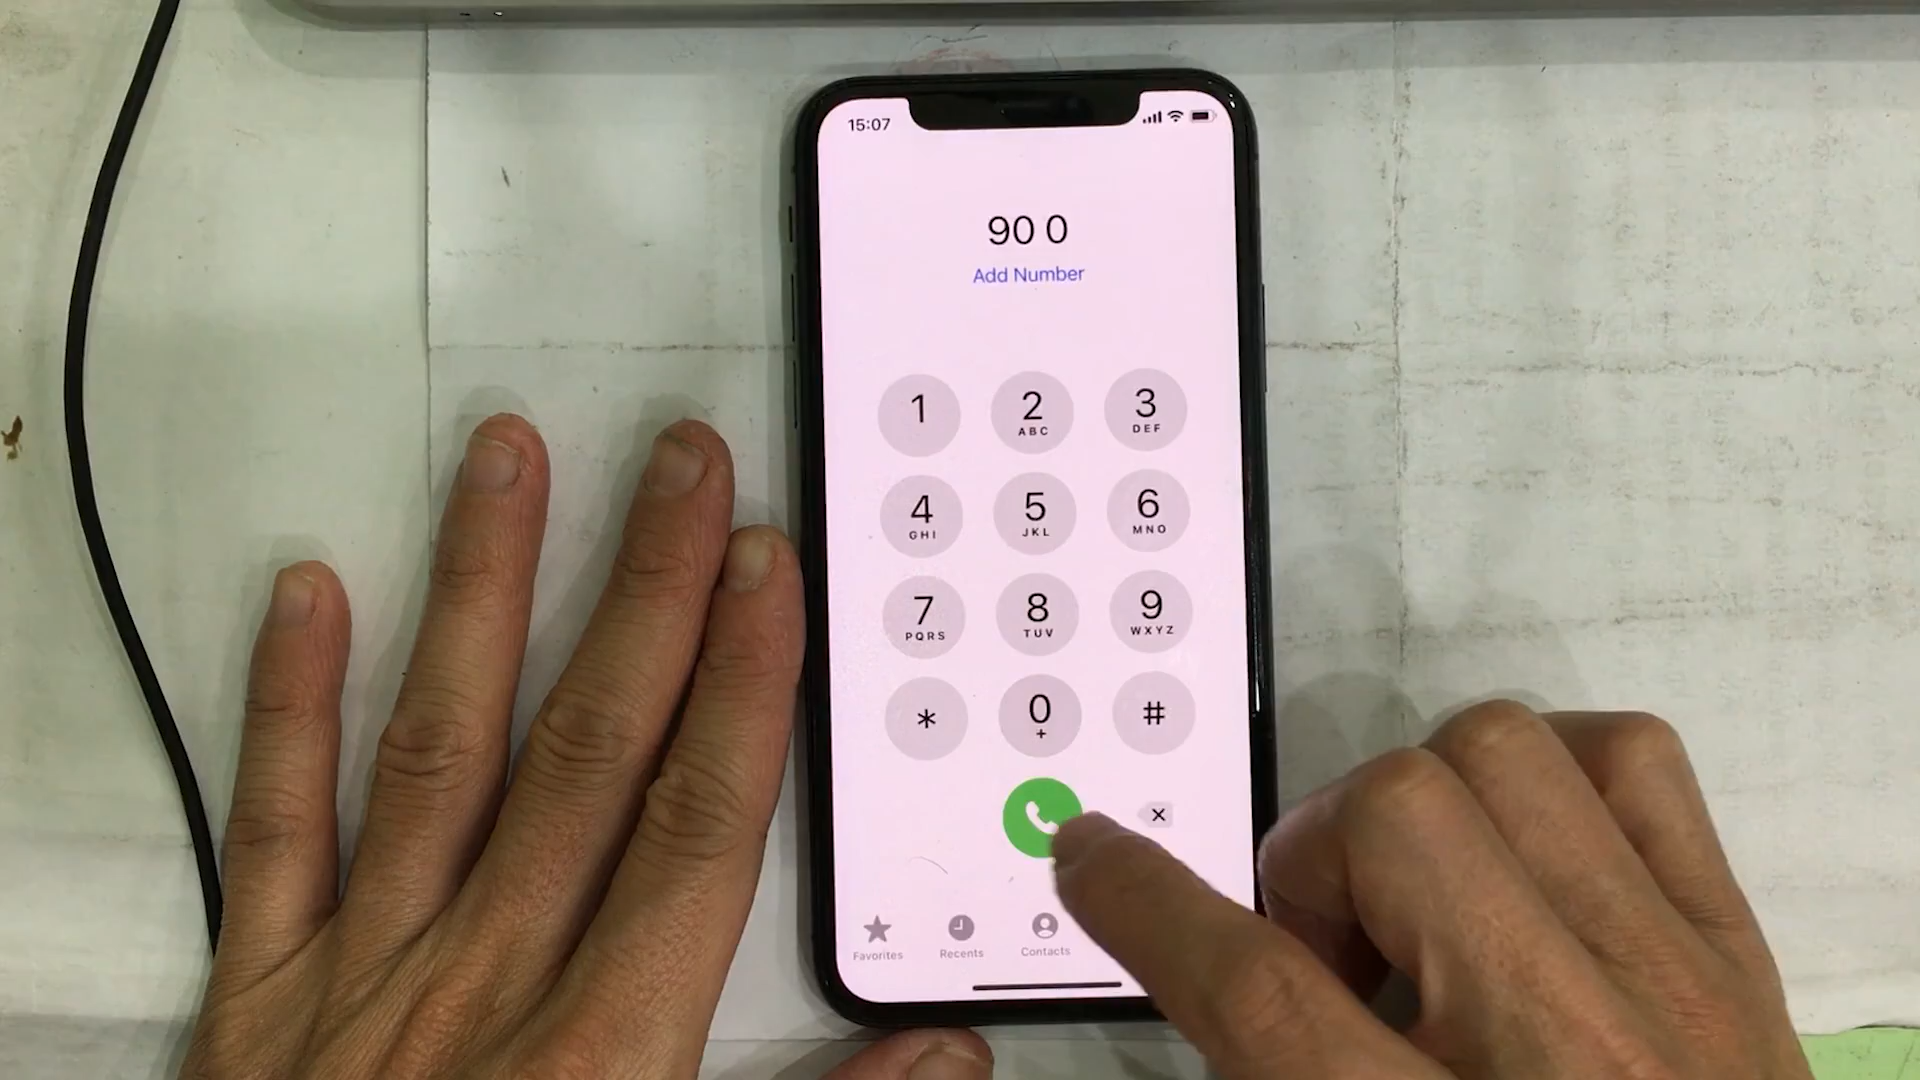 15:07
90 0
Add Number
1
2
ABC
3
DEF
4
GHI
5
JKL
6
MNO
7
PQRS
8
TUV
9
WXYZ
*
0
+
#
Favorites
Recents
Contacts